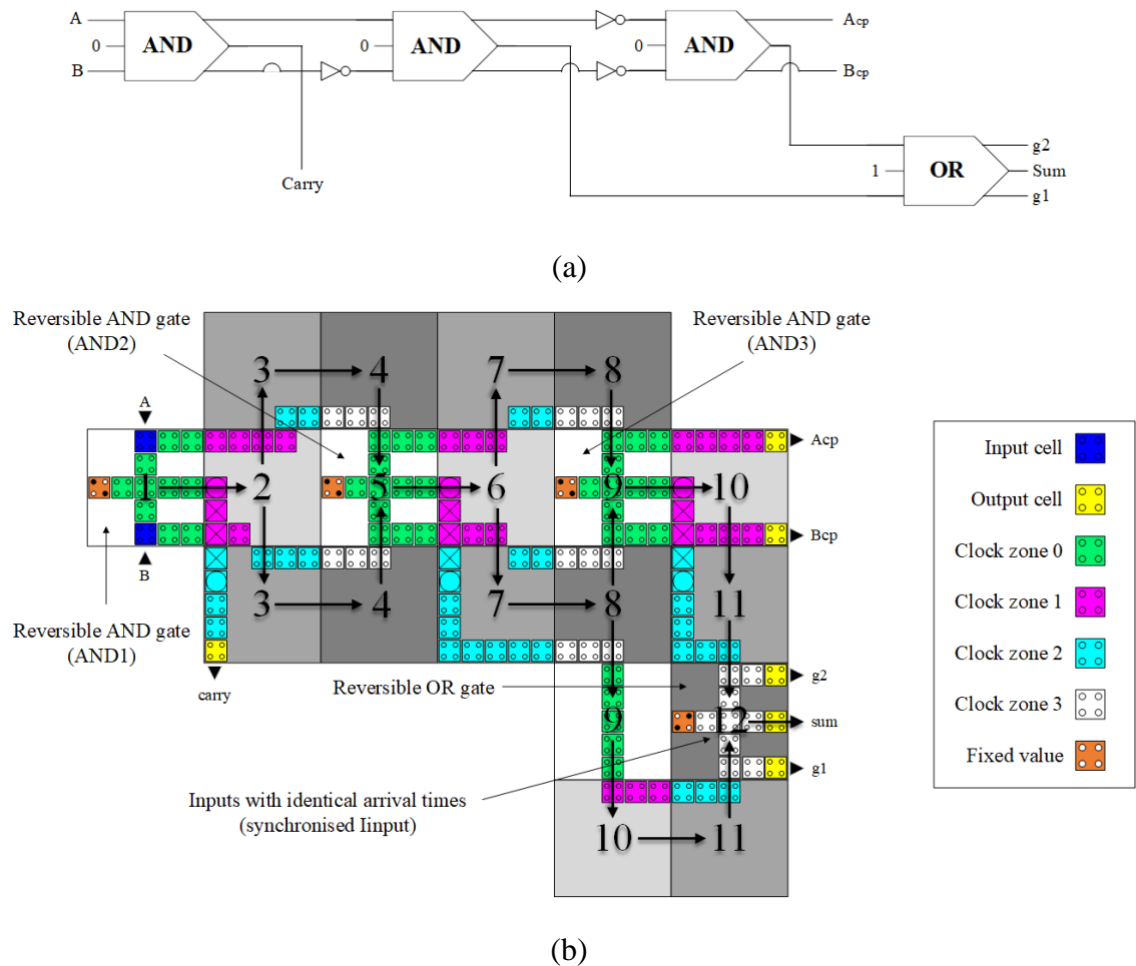 A
0
B
AND
0
AND
0
AND
Acp
Bcp
Carry
1
OR
g2
Sum
g1
(a)
Reversible AND gate
(AND2)
Reversible AND gate
(AND3)
3
4
7
8
A
Acp
1
2
5
6
9
10
B
Bcp
3
4
7
8
11
Reversible AND gate
(AND1)
carry
Reversible OR gate
g2
9
12
sum
g1
Inputs with identical arrival times
(synchronised Iinput)
10
11
Input cell
Output cell
Clock zone 0
Clock zone 1
Clock zone 2
Clock zone 3
Fixed value
(b)